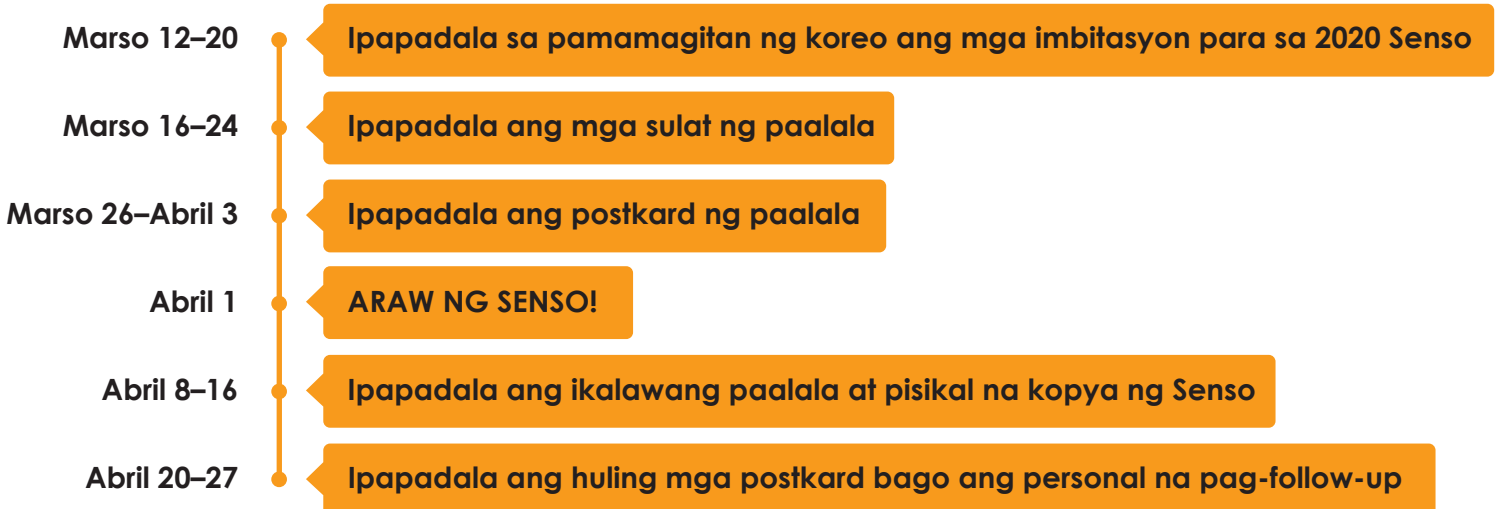 Marso 12–20 Ipapadala sa pamamagitan ng koreo ang mga imbitasyon para sa 2020 Senso
Marso 16–24 Ipapadala ang mga sulat ng paalala
Marso 26–Abril 3 Ipapadala ang postkard ng paalala
Abril 1 ARAW NG SENSO!
Abril 8–16 Ipapadala ang ikalawang paalala at pisikal na kopya ng Senso
Abril 20–27 Ipapadala ang huling mga postkard bago ang personal na pag-follow-up